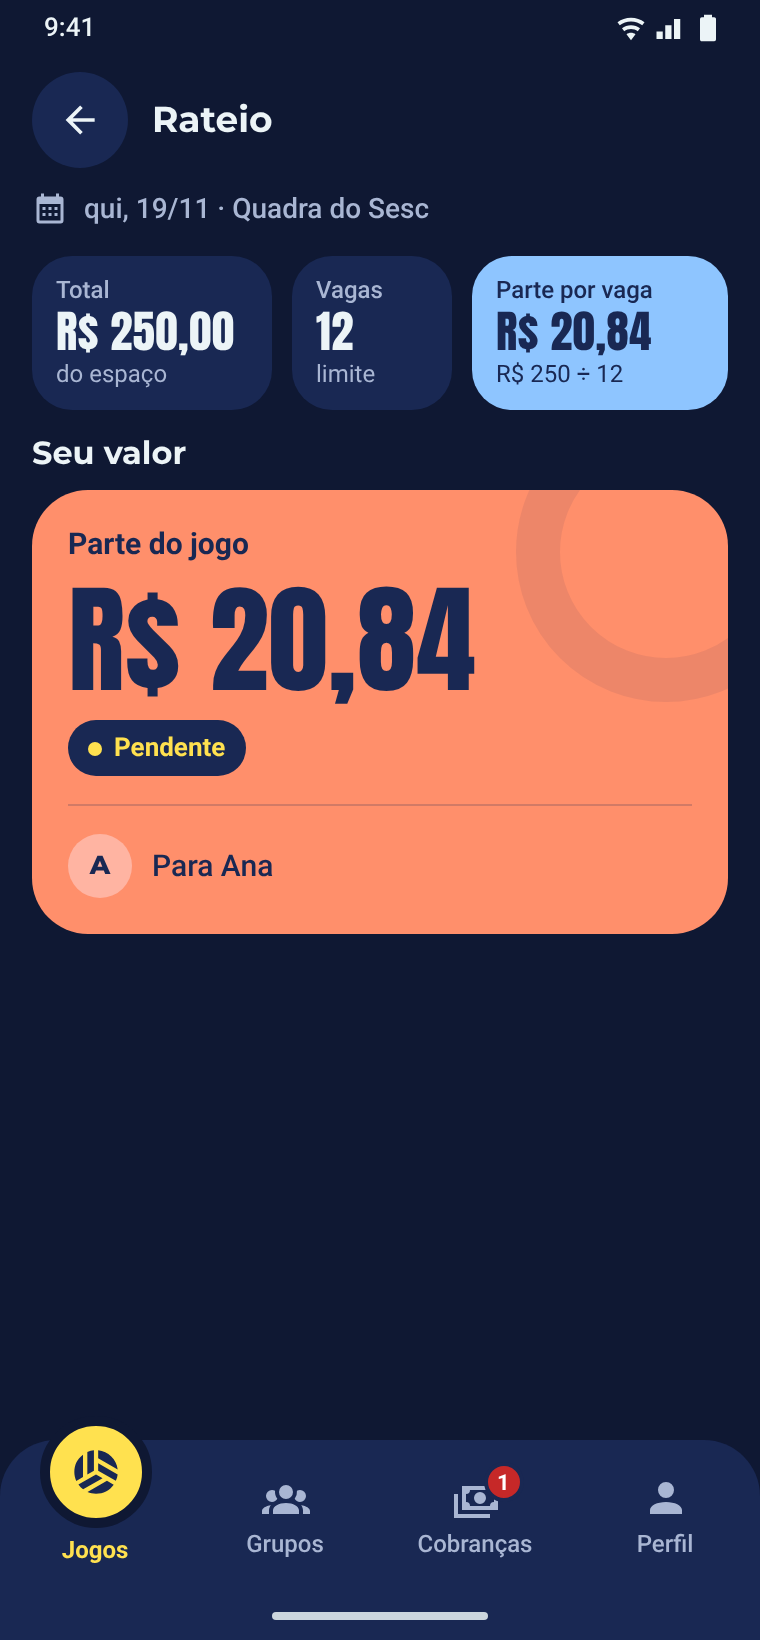 9:41
Rateio
qui, 19/11 · Quadra do Sesc
Total
R$ 250,00
do espaço
Vagas
12
limite
Parte por vaga
R$ 20,84
R$ 250 ÷ 12
Seu valor
Parte do jogo
R$ 20,84
Pendente
A
Para Ana
1
Jogos
Grupos
Cobranças
Perfil